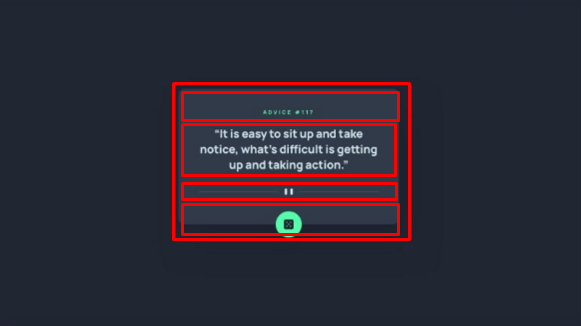 ADVICE #117
“It is easy to sit up and take
notice, what's difficult is getting
up and taking action.”